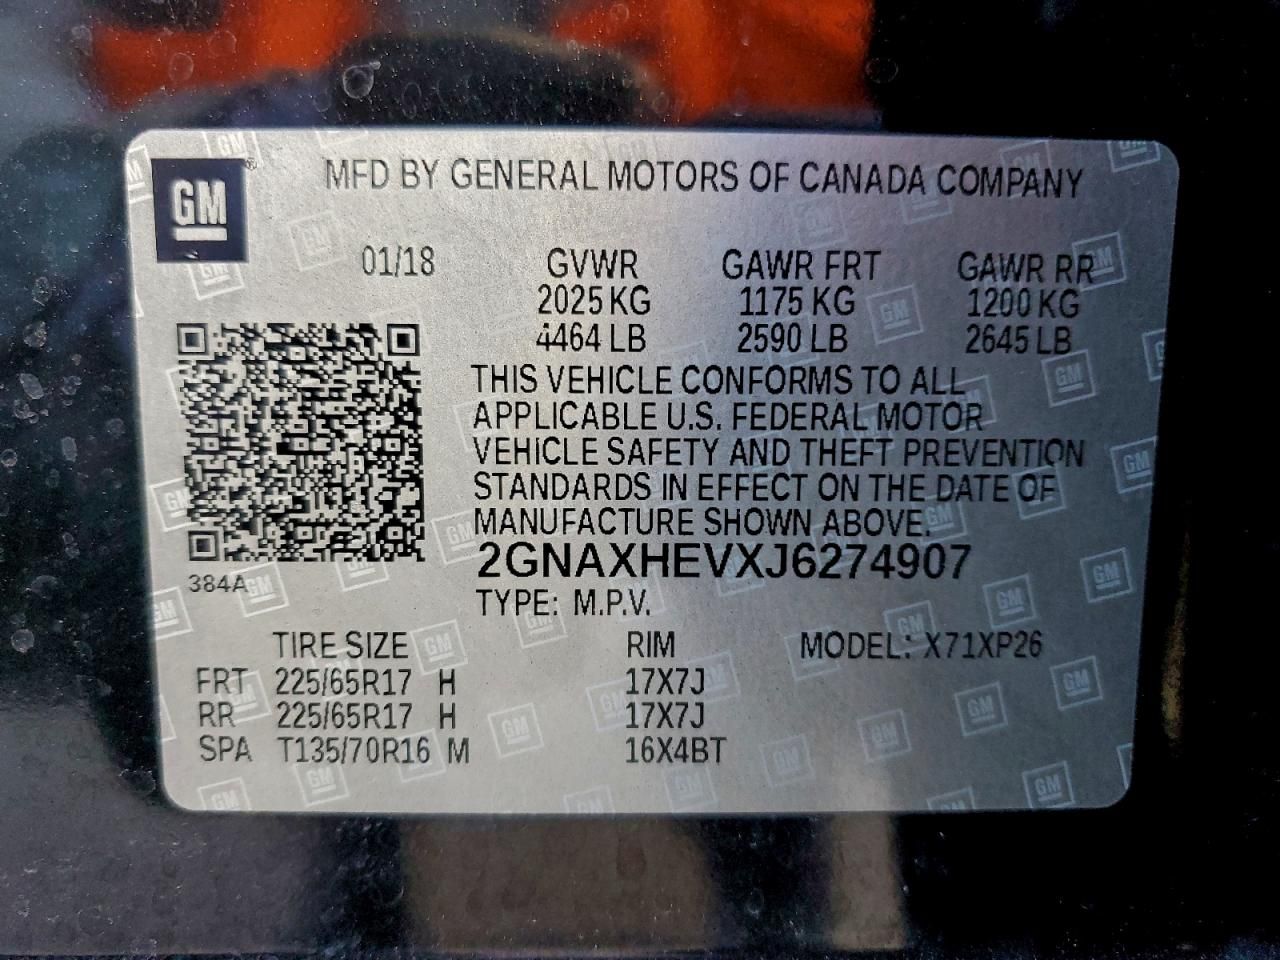 GM ® MFD BY GENERAL MOTORS OF CANADA COMPANY
01/18 GVWR GAWR FRT GAWR RR
2025 KG 1175 KG 1200 KG
4464 LB 2590 LB 2645 LB
THIS VEHICLE CONFORMS TO ALL
APPLICABLE U.S. FEDERAL MOTOR
VEHICLE SAFETY AND THEFT PREVENTION
STANDARDS IN EFFECT ON THE DATE OF
MANUFACTURE SHOWN ABOVE.
2GNAXHEVXJ6274907
384A
TYPE: M.P.V.
TIRE SIZE RIM MODEL: X71XP26
FRT 225/65R17 H 17X7J
RR 225/65R17 H 17X7J
SPA T135/70R16 M 16X4BT